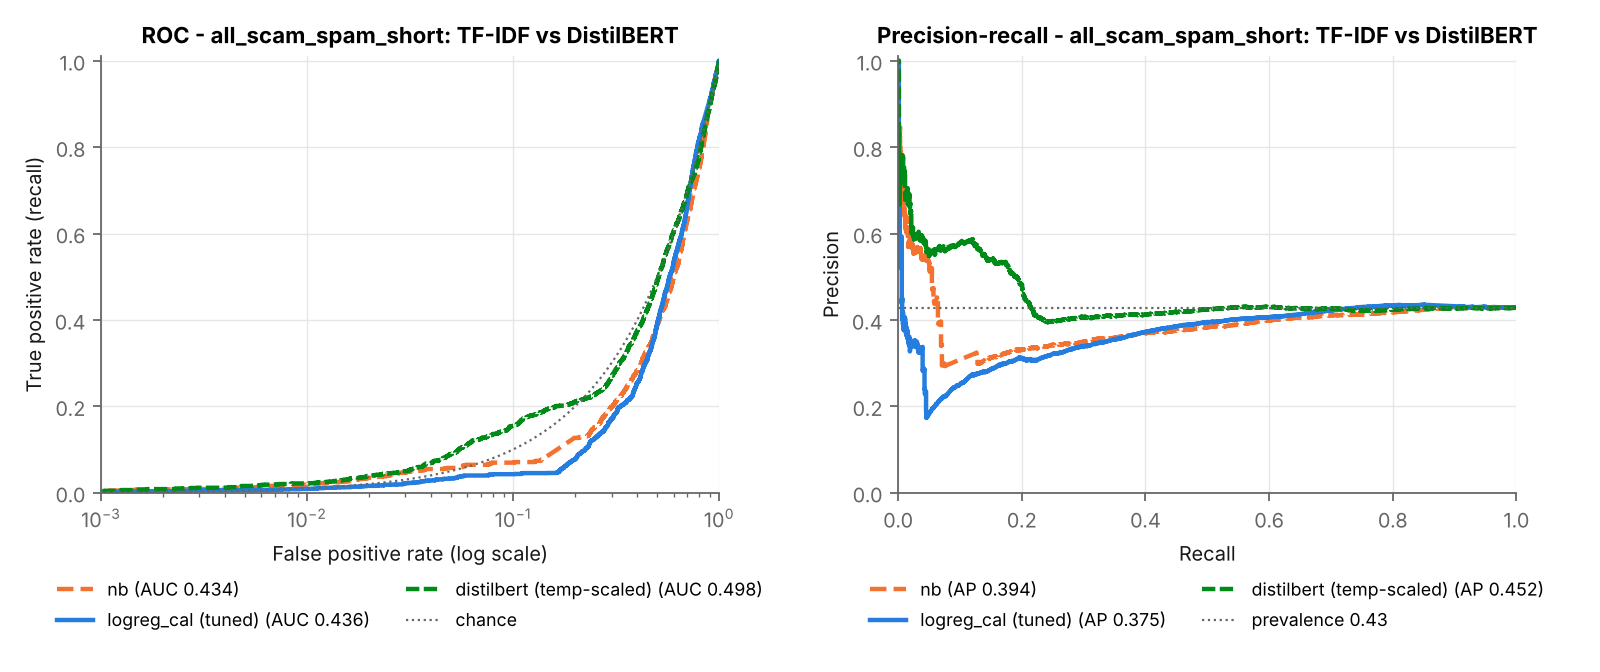 ROC - all_scam_spam_short: TF-IDF vs DistilBERT
True positive rate (recall)
1.0
0.8
0.6
0.4
0.2
0.0
10⁻³
10⁻²
10⁻¹
10⁰
False positive rate (log scale)
nb (AUC 0.434)
logreg_cal (tuned) (AUC 0.436)
distilbert (temp-scaled) (AUC 0.498)
chance
Precision-recall - all_scam_spam_short: TF-IDF vs DistilBERT
Precision
1.0
0.8
0.6
0.4
0.2
0.0
0.0
0.2
0.4
0.6
0.8
1.0
Recall
nb (AP 0.394)
logreg_cal (tuned) (AP 0.375)
distilbert (temp-scaled) (AP 0.452)
prevalence 0.43